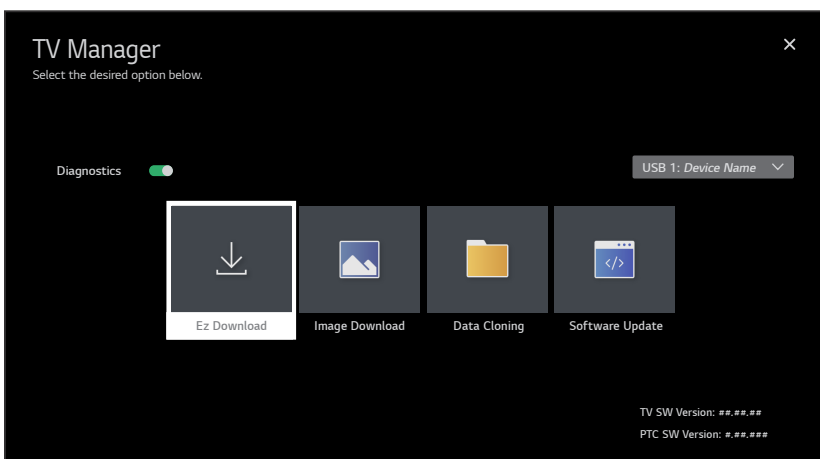 TV Manager
Select the desired option below.
Diagnostics
USB 1: Device Name
</>
Ez Download
Image Download
Data Cloning
Software Update
TV SW Version: ##.##.##
PTC SW Version: #.##.###